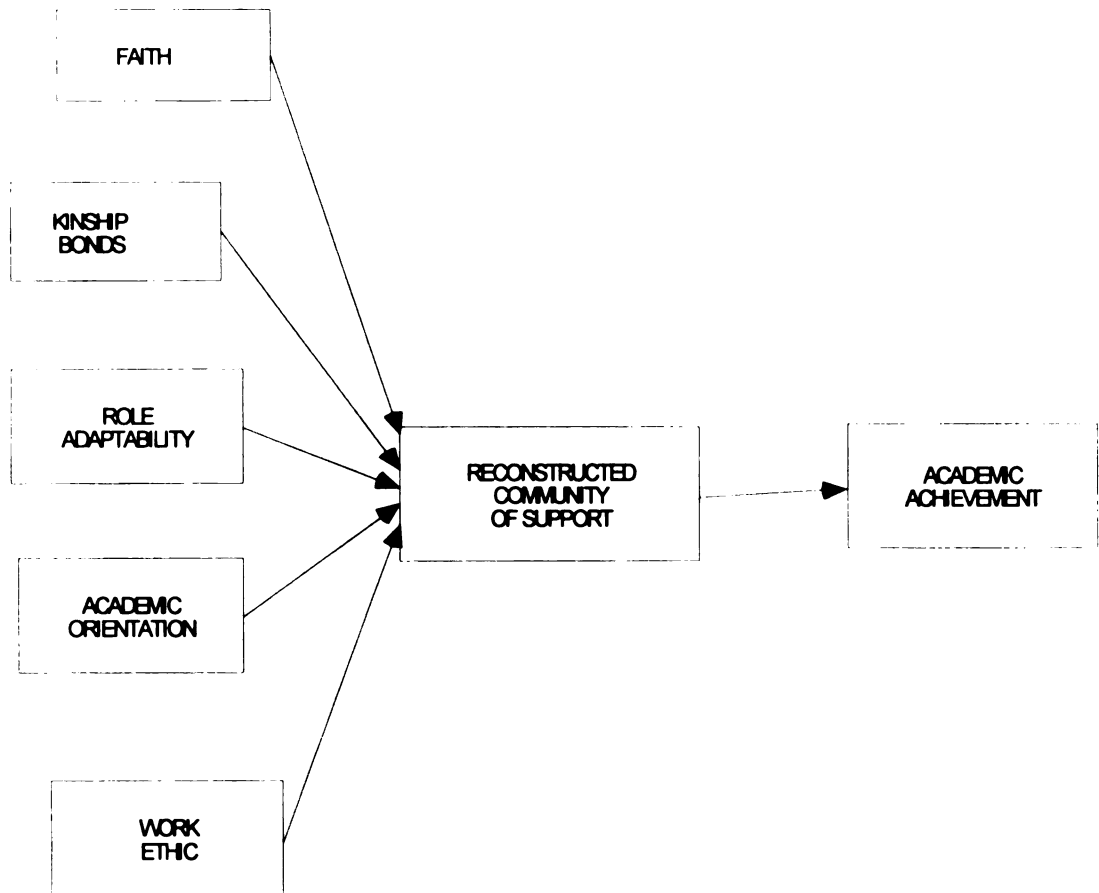 FAITH
KINSHIP
BONDS
ROLE
ADAPTABILITY
ACADEMIC
ORIENTATION
WORK
ETHIC
RECONSTRUCTED
COMMUNITY
OF SUPPORT
ACADEMIC
ACHIEVEMENT